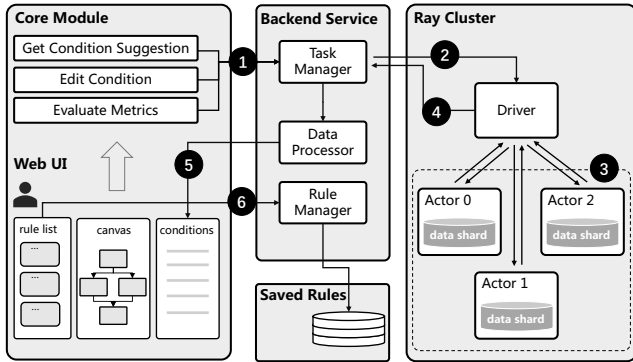 Core Module
Get Condition Suggestion
Edit Condition
Evaluate Metrics
Web UI
rule list
...
...
...
canvas
conditions
Backend Service
Task
Manager
Data
Processor
Rule
Manager
Saved Rules
Ray Cluster
Driver
Actor 0
data shard
Actor 2
data shard
Actor 1
data shard
1
2
3
4
5
6